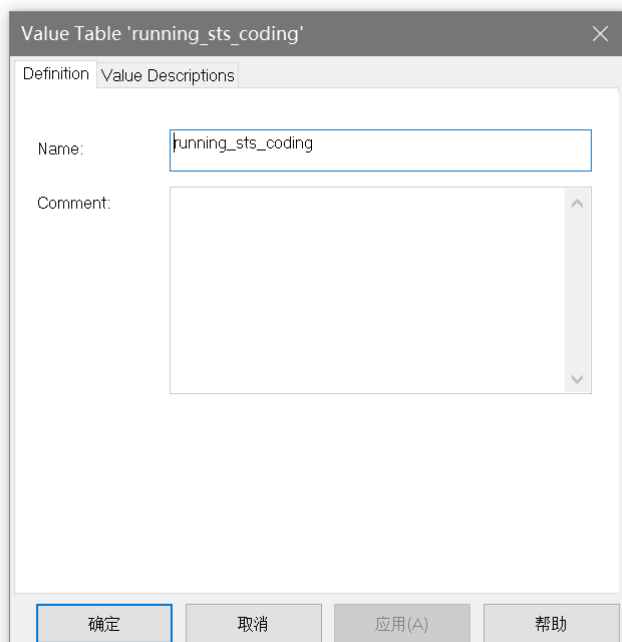 Value Table 'running_sts_coding'
Definition Value Descriptions
Name: running_sts_coding
Comment:
确定 取消 应用(A) 帮助